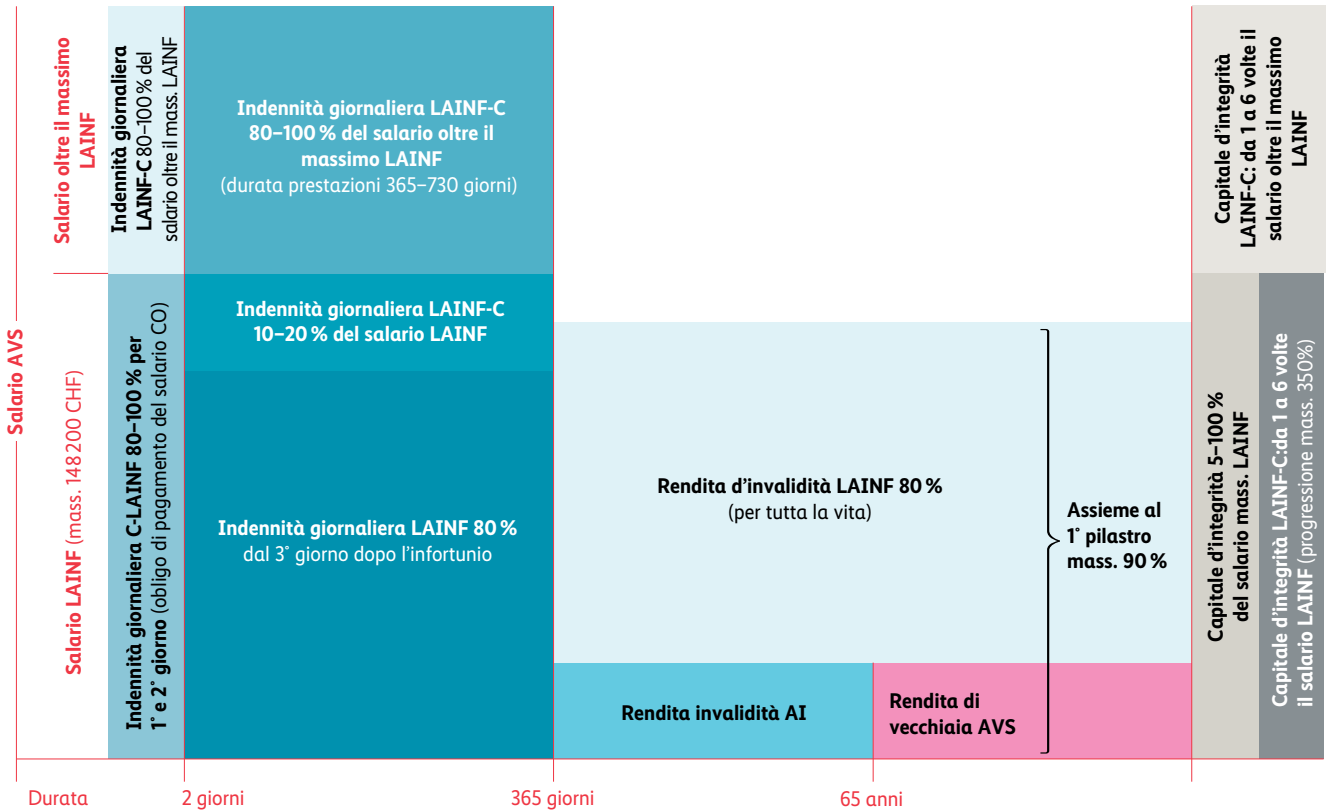 Salario AVS
Salario oltre il massimo
LAINF
Salario LAINF (mass. 148 200 CHF)
Indennità giornaliera
LAINF-C 80–100 % del
salario oltre il mass. LAINF
Indennità giornaliera C-LAINF 80–100 % per
1° e 2° giorno (obligo di pagamento del salario CO)
Indennità giornaliera LAINF-C
80–100 % del salario oltre il
massimo LAINF
(durata prestazioni 365–730 giorni)
Indennità giornaliera LAINF-C
10–20 % del salario LAINF
Indennità giornaliera LAINF 80 %
dal 3° giorno dopo l’infortunio
Rendita d’invalidità LAINF 80 %
(per tutta la vita)
Assieme al
1° pilastro
mass. 90 %
Rendita invalidità AI
Rendita di
vecchiaia AVS
Capitale d’integrità
LAINF-C: da 1 a 6 volte il
salario oltre il massimo
LAINF
Capitale d’integrità 5–100 %
del salario mass. LAINF
Capitale d’integrità LAINF-C:da 1 a 6 volte
il salario LAINF (progressione mass. 350%)
Durata
2 giorni
365 giorni
65 anni